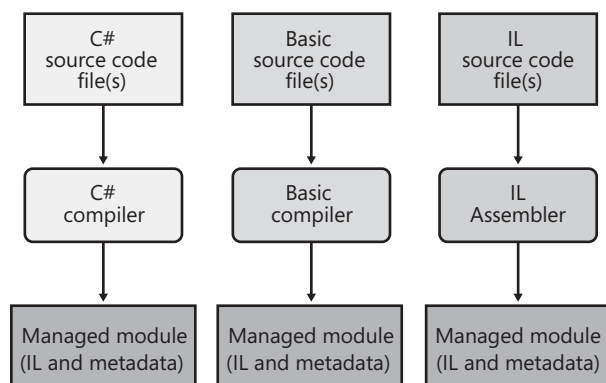 C#
source code
file(s)
Basic
source code
file(s)
IL
source code
file(s)
C#
compiler
Basic
compiler
IL
Assembler
Managed module
(IL and metadata)
Managed module
(IL and metadata)
Managed module
(IL and metadata)